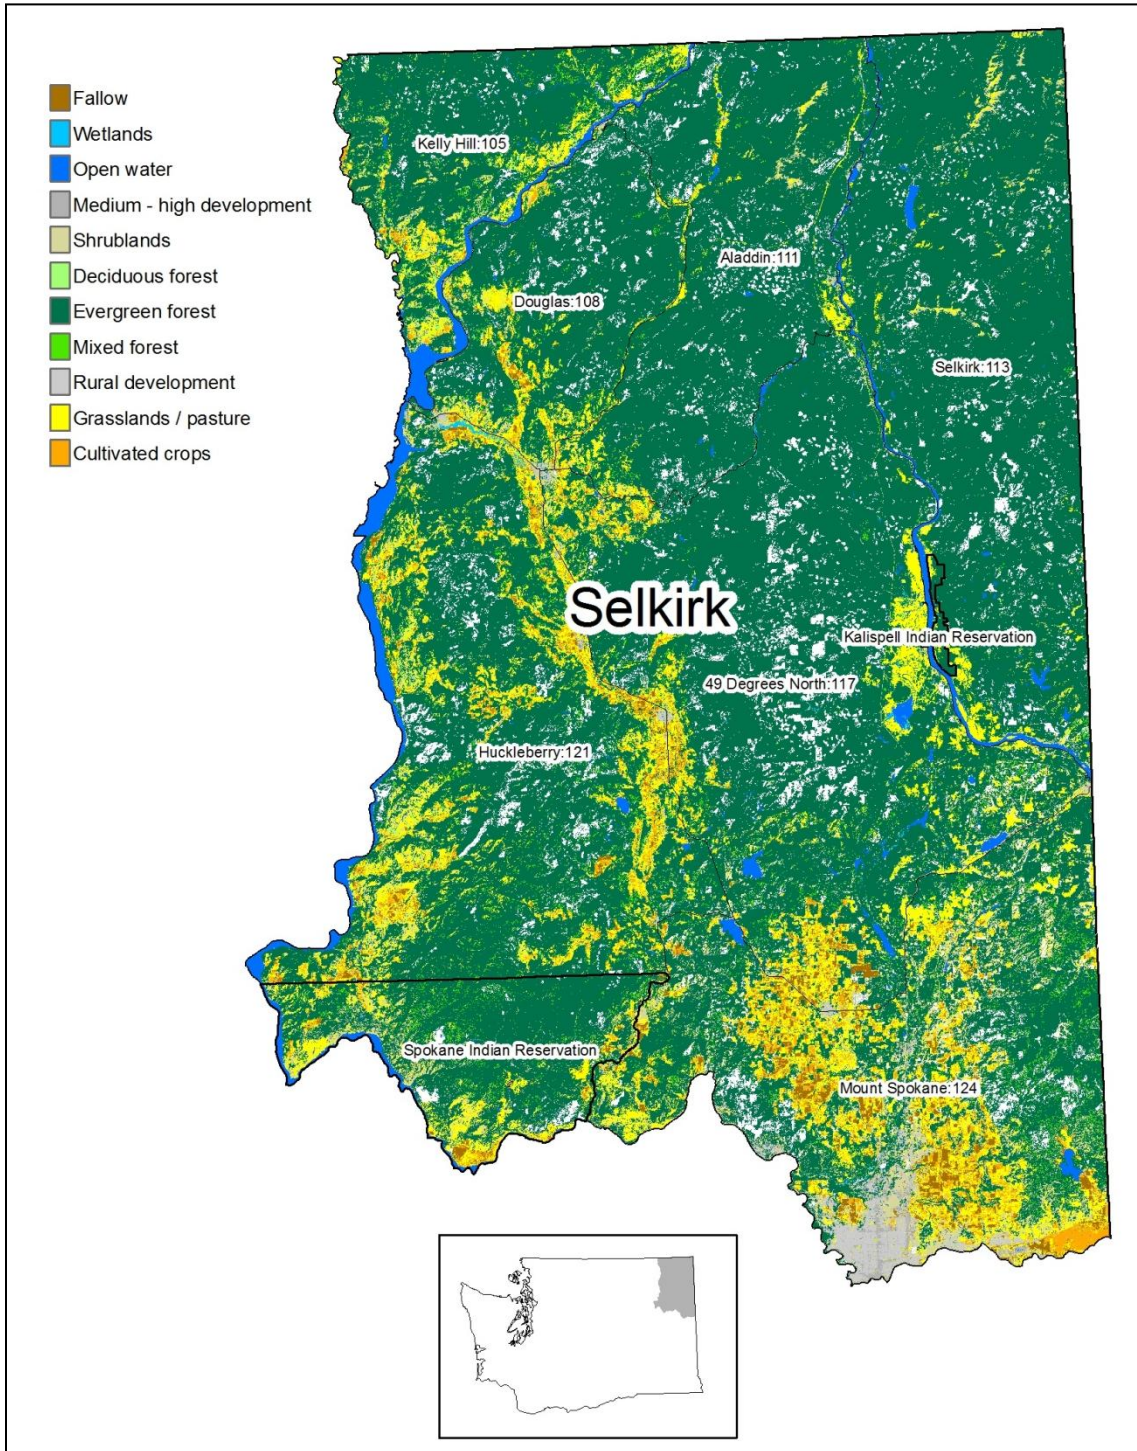 Fallow
Wetlands
Open water
Medium - high development
Shrublands
Deciduous forest
Evergreen forest
Mixed forest
Rural development
Grasslands / pasture
Cultivated crops
Kelly Hill:105
Aladdin:111
Douglas:108
Selkirk:113
Selkirk
Kalispell Indian Reservation
49 Degrees North:117
Huckleberry:121
Spokane Indian Reservation
Mount Spokane:124